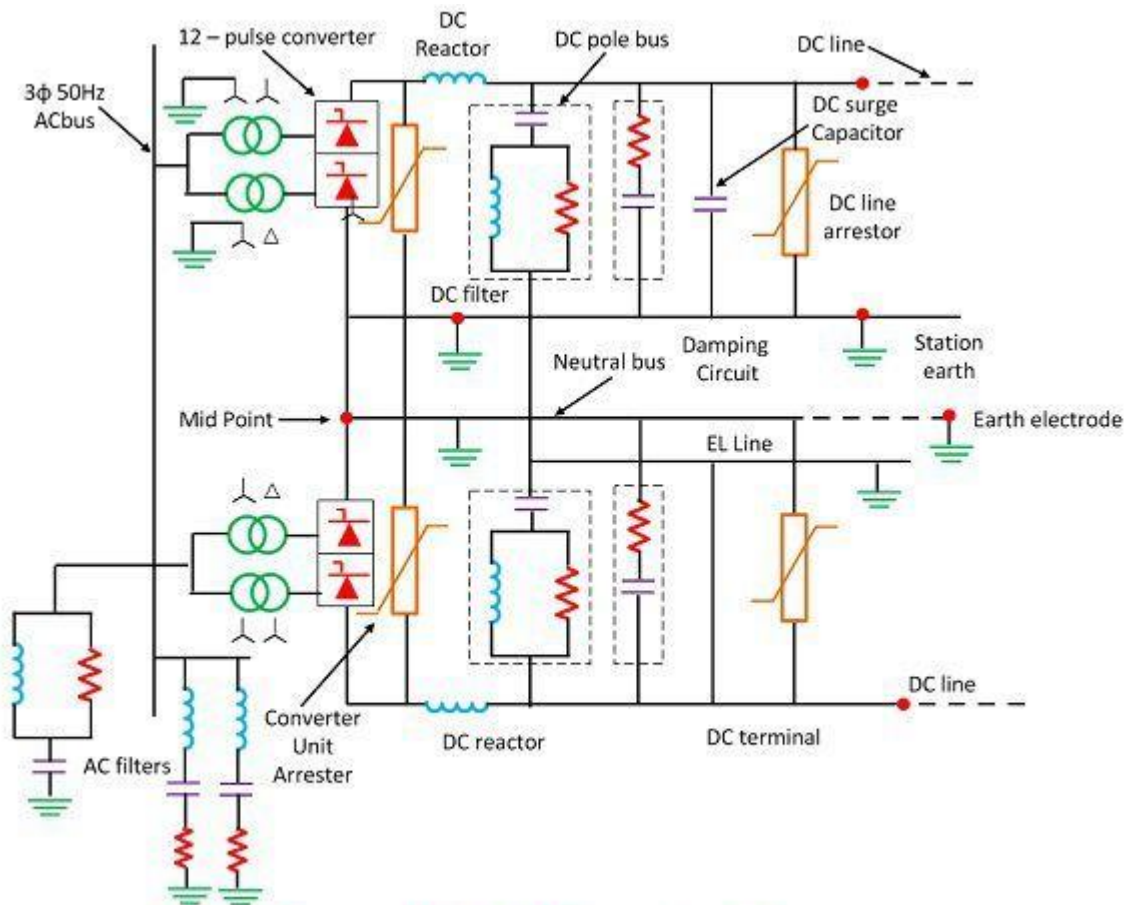 DC
Reactor
12 – pulse converter
DC pole bus
DC line
3ϕ 50Hz
ACbus
DC surge
Capacitor
DC line
arrestor
Δ
DC filter
Damping
Circuit
Station
earth
Neutral bus
Mid Point
Earth electrode
EL Line
Δ
DC line
Converter
Unit
Arrester
DC reactor
DC terminal
AC filters